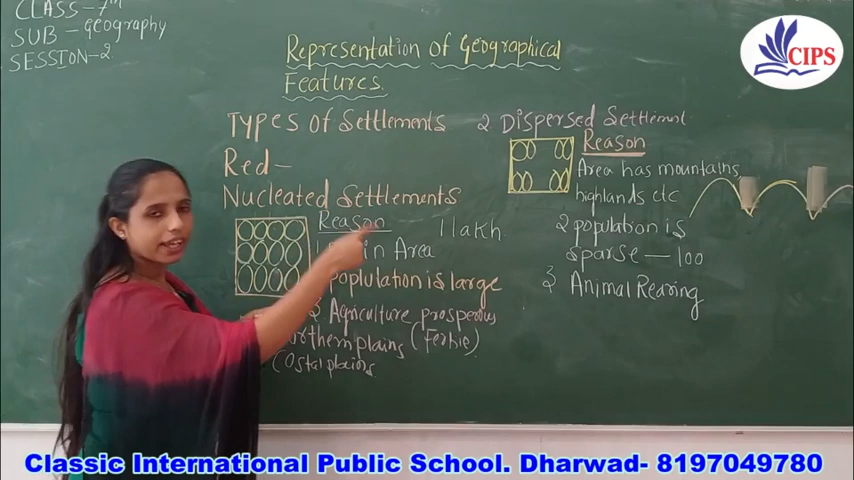 CLASS-7th
SUB - Geography
SESSION-2
CIPS
Representation of Geographical
Features.
Types of Settlements
Red-
Nucleated Settlements
Reason
1 lakh
in Area
poplulation is large
3 Agriculture prosperous
urthern plains (Fertile)
Costal plains
2 Dispersed Settlement
Reason
Area has mountains,
highlands etc
2 population is
sparse - 100
3 Animal Rearing
Classic International Public School. Dharwad- 8197049780